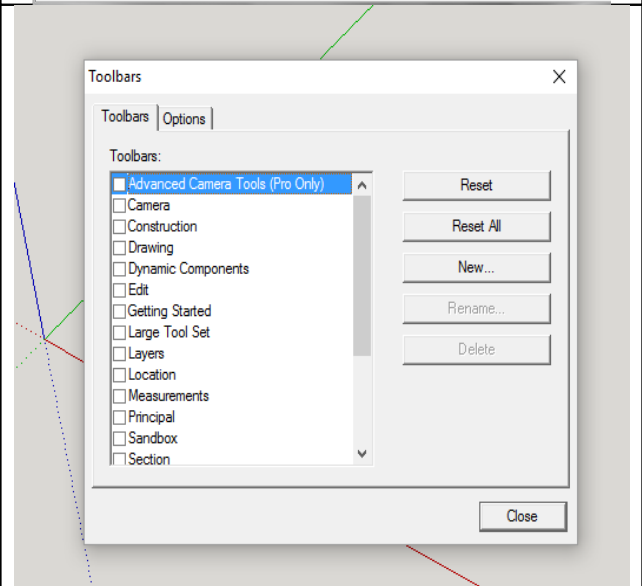 Toolbars
Toolbars Options
Toolbars:
Advanced Camera Tools (Pro Only)
Camera
Construction
Drawing
Dynamic Components
Edit
Getting Started
Large Tool Set
Layers
Location
Measurements
Principal
Sandbox
Section
Reset
Reset All
New...
Rename...
Delete
Close